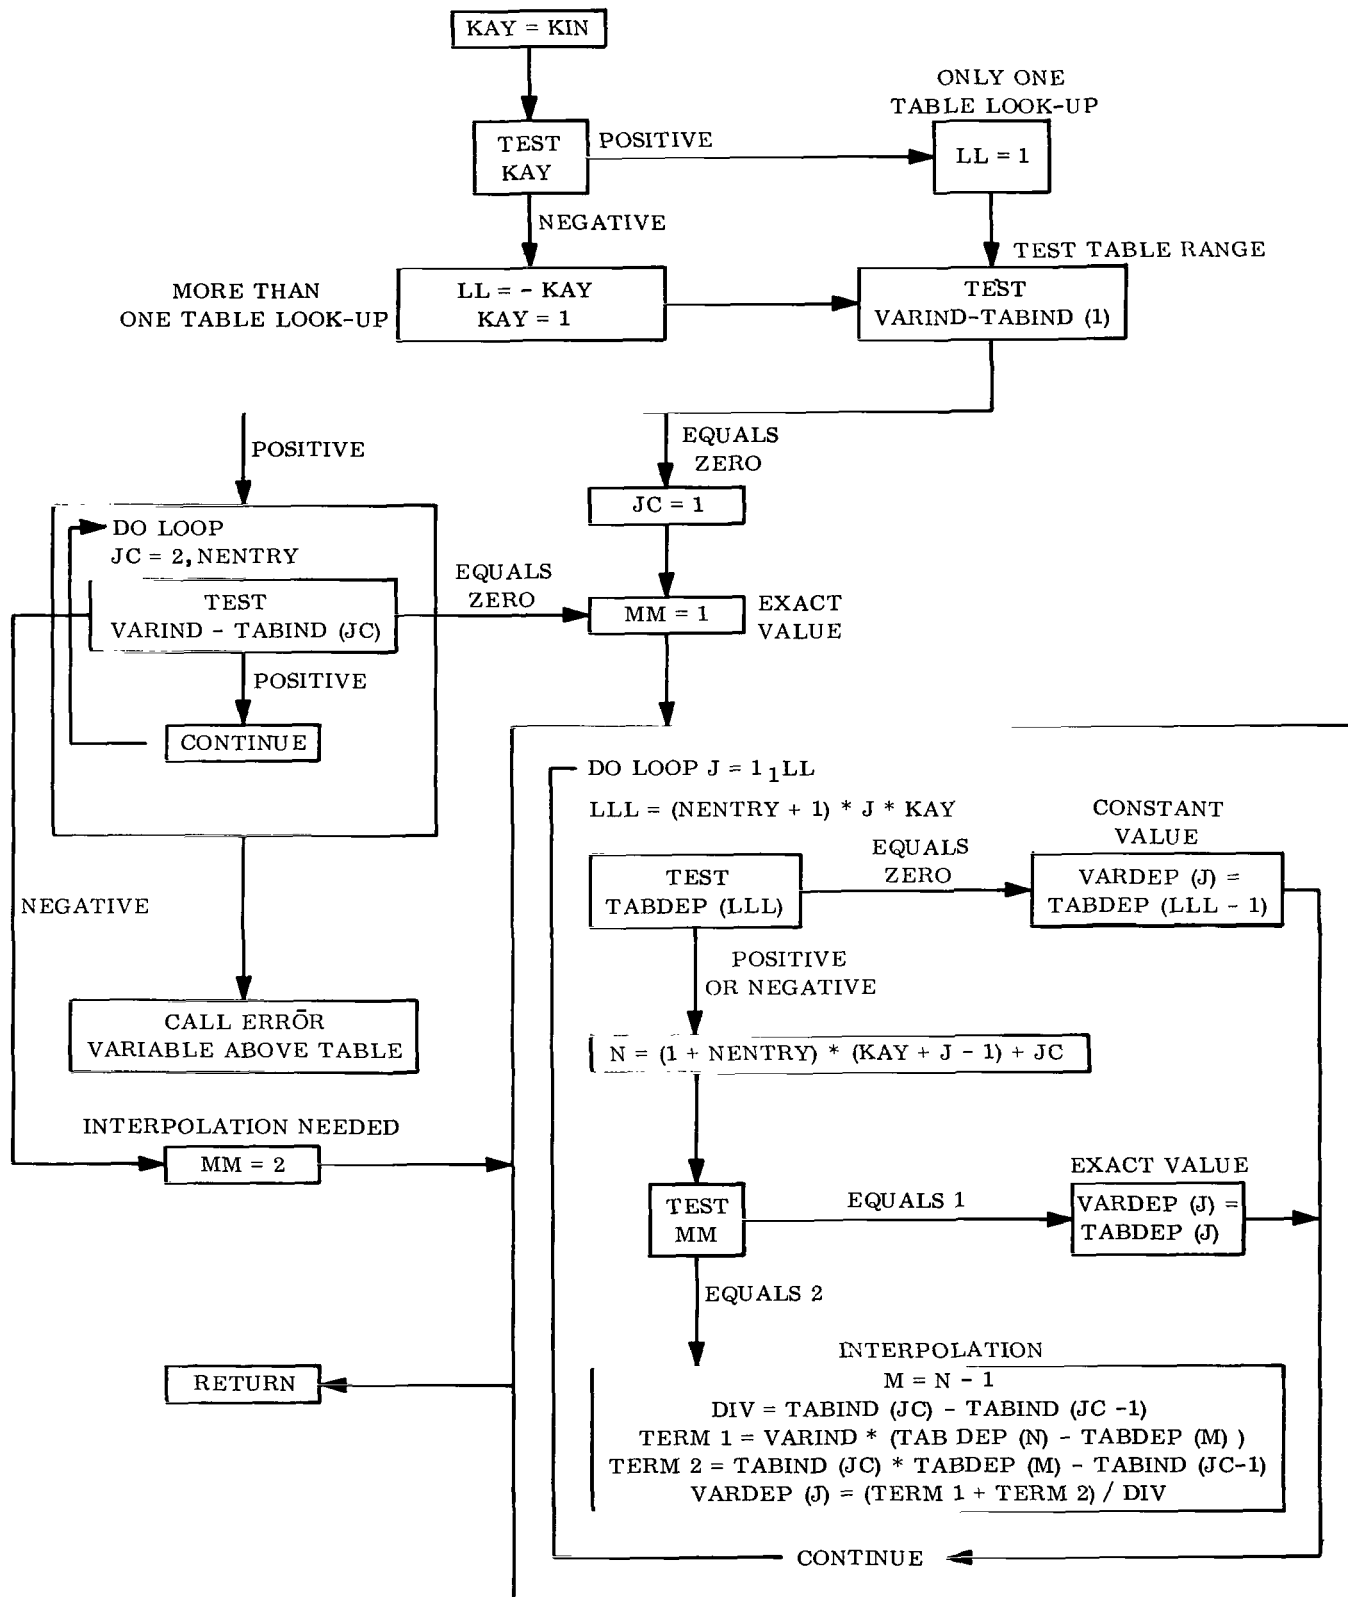 KAY = KIN
ONLY ONE
TABLE LOOK-UP
TEST
KAY
POSITIVE
LL = 1
NEGATIVE
TEST TABLE RANGE
MORE THAN
ONE TABLE LOOK-UP
LL = - KAY
KAY = 1
TEST
VARIND-TABIND (1)
POSITIVE
EQUALS
ZERO
JC = 1
DO LOOP
JC = 2, NENTRY
TEST
VARIND - TABIND (JC)
EQUALS
ZERO
MM = 1
EXACT
VALUE
POSITIVE
CONTINUE
DO LOOP J = 1₁LL
LLL = (NENTRY + 1) * J * KAY
CONSTANT
VALUE
TEST
TABDEP (LLL)
EQUALS
ZERO
VARDEP (J) =
TABDEP (LLL - 1)
NEGATIVE
POSITIVE
OR NEGATIVE
CALL ERRŌR
VARIABLE ABOVE TABLE
N = (1 + NENTRY) * (KAY + J - 1) + JC
INTERPOLATION NEEDED
MM = 2
TEST
MM
EQUALS 1
EXACT VALUE
VARDEP (J) =
TABDEP (J)
EQUALS 2
RETURN
INTERPOLATION
M = N - 1
DIV = TABIND (JC) - TABIND (JC -1)
TERM 1 = VARIND * (TAB DEP (N) - TABDEP (M) )
TERM 2 = TABIND (JC) * TABDEP (M) - TABIND (JC-1)
VARDEP (J) = (TERM 1 + TERM 2) / DIV
CONTINUE